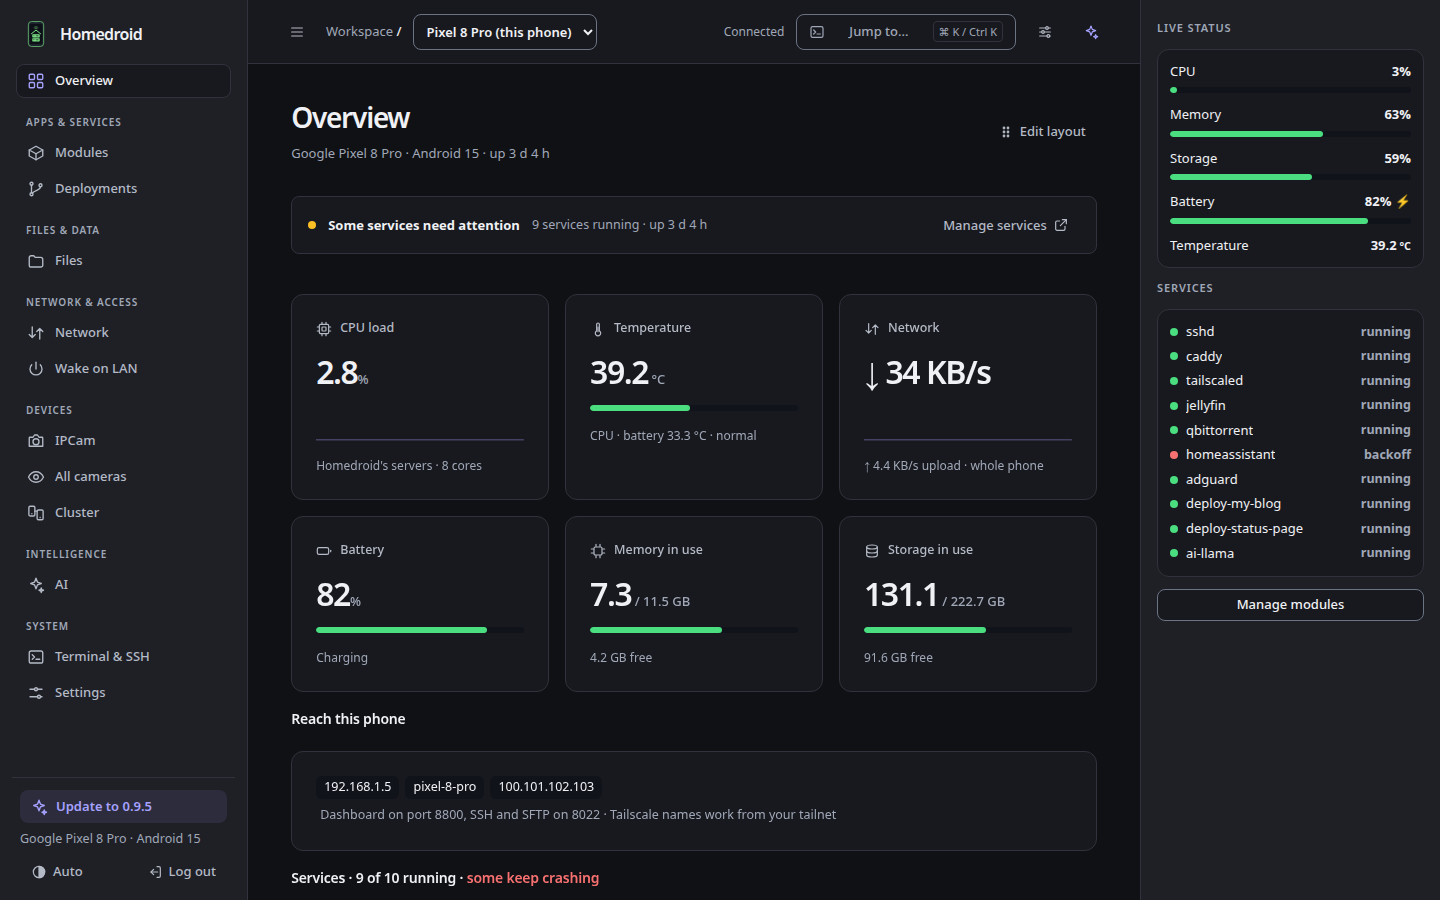 Homedroid
Overview
APPS & SERVICES
Modules
Deployments
FILES & DATA
Files
NETWORK & ACCESS
Network
Wake on LAN
DEVICES
IPCam
All cameras
Cluster
INTELLIGENCE
AI
SYSTEM
Terminal & SSH
Settings
Update to 0.9.5
Google Pixel 8 Pro · Android 15
Auto
Log out
Workspace /
Pixel 8 Pro (this phone)
Connected
Jump to...
⌘ K / Ctrl K
Overview
Google Pixel 8 Pro · Android 15 · up 3 d 4 h
Edit layout
Some services need attention
9 services running · up 3 d 4 h
Manage services
CPU load
2.8%
Homedroid's servers · 8 cores
Temperature
39.2 °C
CPU · battery 33.3 °C · normal
Network
↓ 34 KB/s
↑ 4.4 KB/s upload · whole phone
Battery
82%
Charging
Memory in use
7.3 / 11.5 GB
4.2 GB free
Storage in use
131.1 / 222.7 GB
91.6 GB free
Reach this phone
192.168.1.5
pixel-8-pro
100.101.102.103
Dashboard on port 8800, SSH and SFTP on 8022 · Tailscale names work from your tailnet
Services · 9 of 10 running · some keep crashing
LIVE STATUS
CPU 3%
Memory 63%
Storage 59%
Battery 82% ⚡
Temperature 39.2 °C
SERVICES
sshd running
caddy running
tailscaled running
jellyfin running
qbittorrent running
homeassistant backoff
adguard running
deploy-my-blog running
deploy-status-page running
ai-llama running
Manage modules